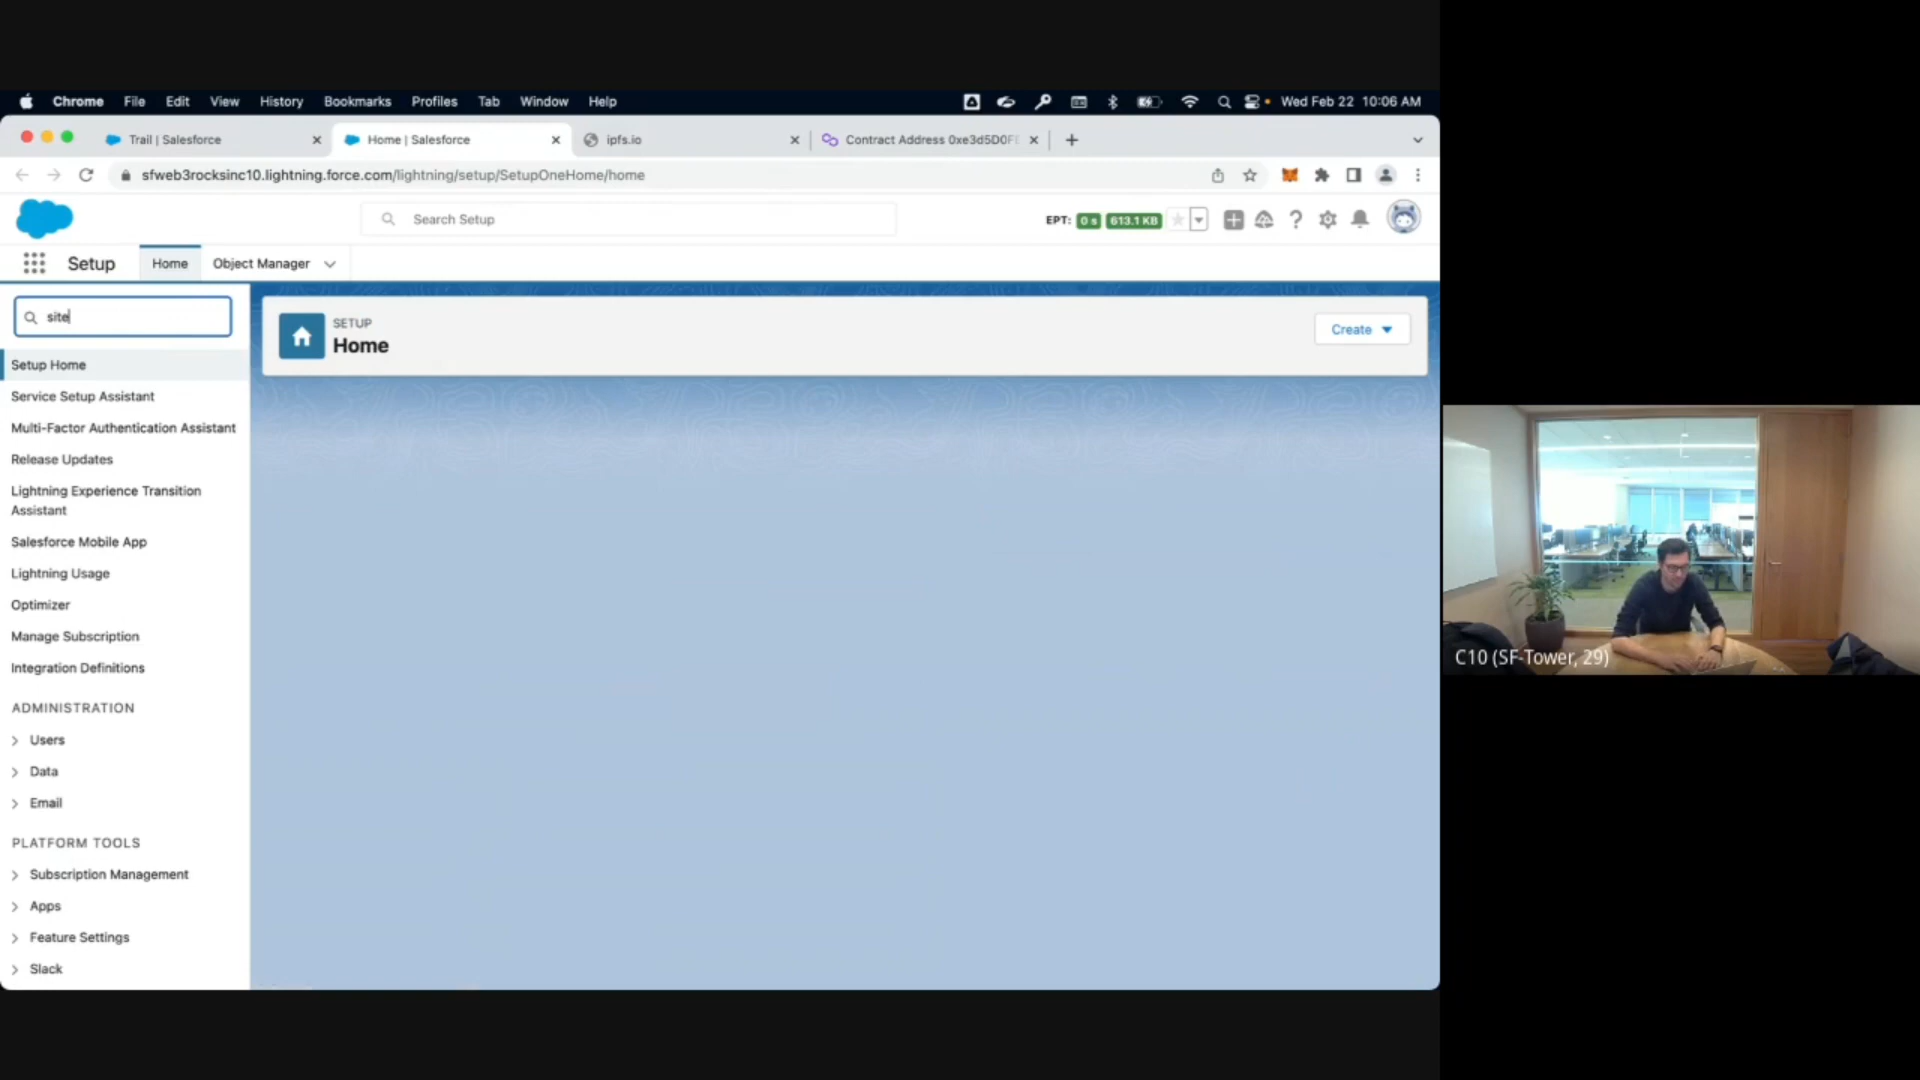 Chrome File Edit View History Bookmarks Profiles Tab Window Help Wed Feb 22 10:06 AM
Trail | Salesforce
Home | Salesforce
ipfs.io
Contract Address 0xe3d5D0F
sfweb3rocksinc10.lightning.force.com/lightning/setup/SetupOneHome/home
Search Setup
EPT: 0 s 613.1 KB
Setup Home Object Manager
site
SETUP
Home
Create
Setup Home
Service Setup Assistant
Multi-Factor Authentication Assistant
Release Updates
Lightning Experience Transition
Assistant
Salesforce Mobile App
Lightning Usage
Optimizer
Manage Subscription
Integration Definitions
ADMINISTRATION
Users
Data
Email
PLATFORM TOOLS
Subscription Management
Apps
Feature Settings
Slack
C10 (SF-Tower, 29)